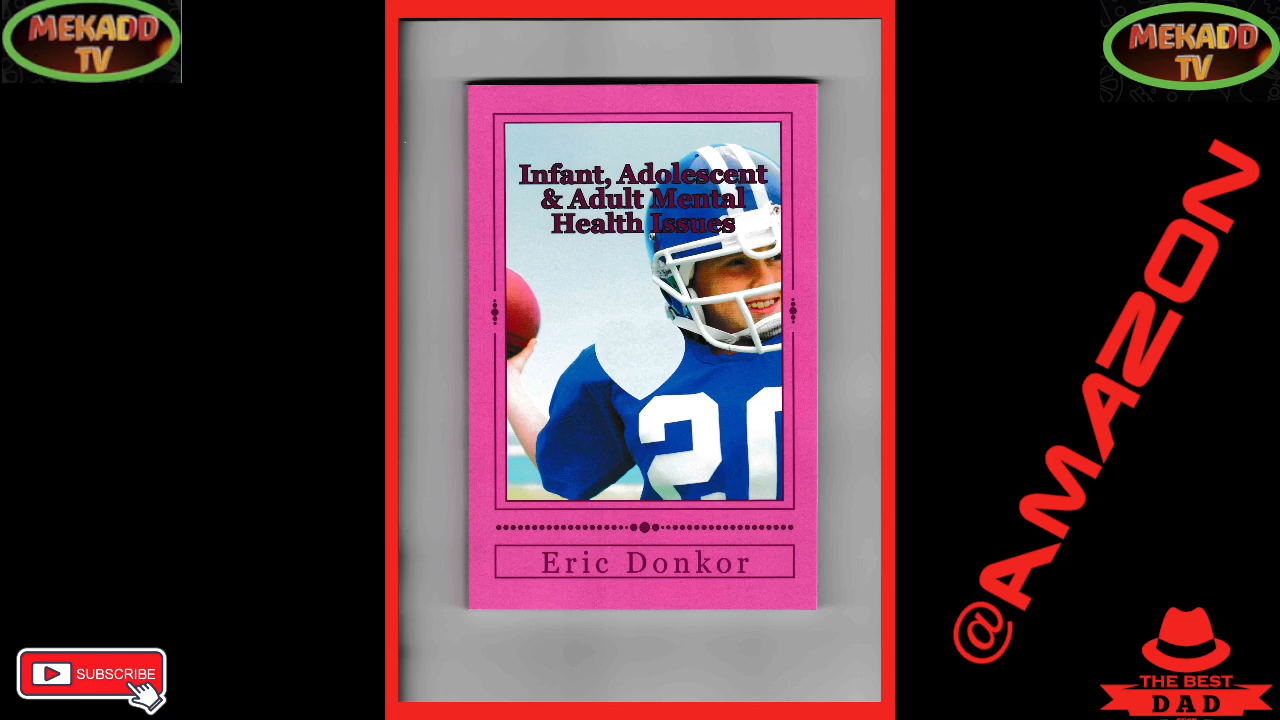 MEKADD
TV
MEKADD
TV
Infant, Adolescent
& Adult Mental
Health Issues
20
Eric Donkor
@AMAZON
SUBSCRIBE
THE BEST
DAD